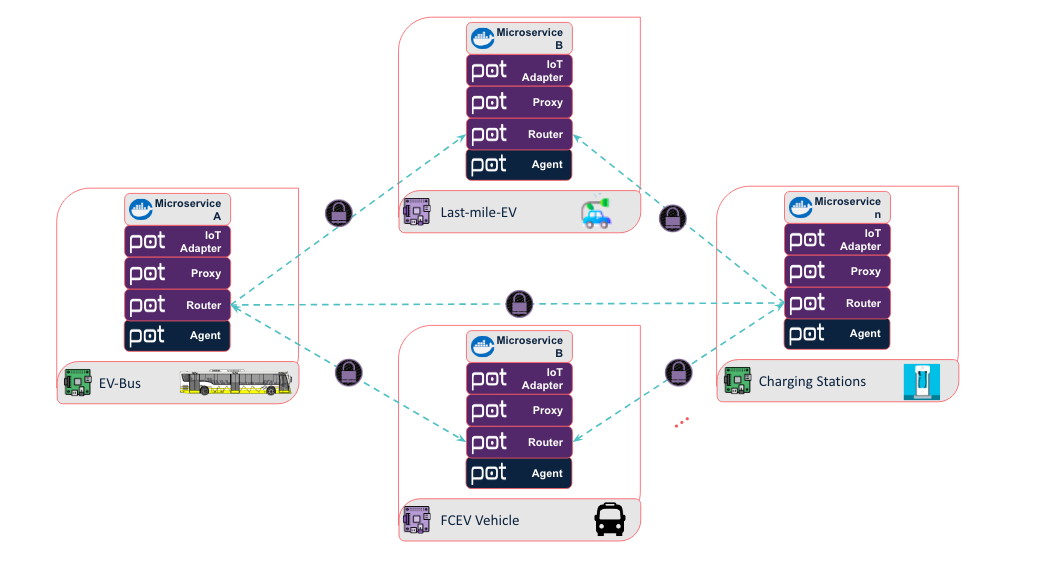 Microservice
B
pot IoT
Adapter
pot Proxy
pot Router
pot Agent
Last-mile-EV
Microservice
A
pot IoT
Adapter
pot Proxy
pot Router
pot Agent
EV-Bus
Microservice
n
pot IoT
Adapter
pot Proxy
pot Router
pot Agent
Charging Stations
Microservice
B
pot IoT
Adapter
pot Proxy
pot Router
pot Agent
FCEV Vehicle